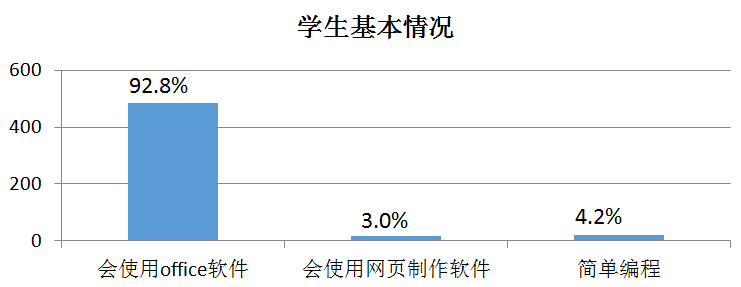 学生基本情况
600
400
200
0
92.8%
3.0%
4.2%
会使用office软件
会使用网页制作软件
简单编程